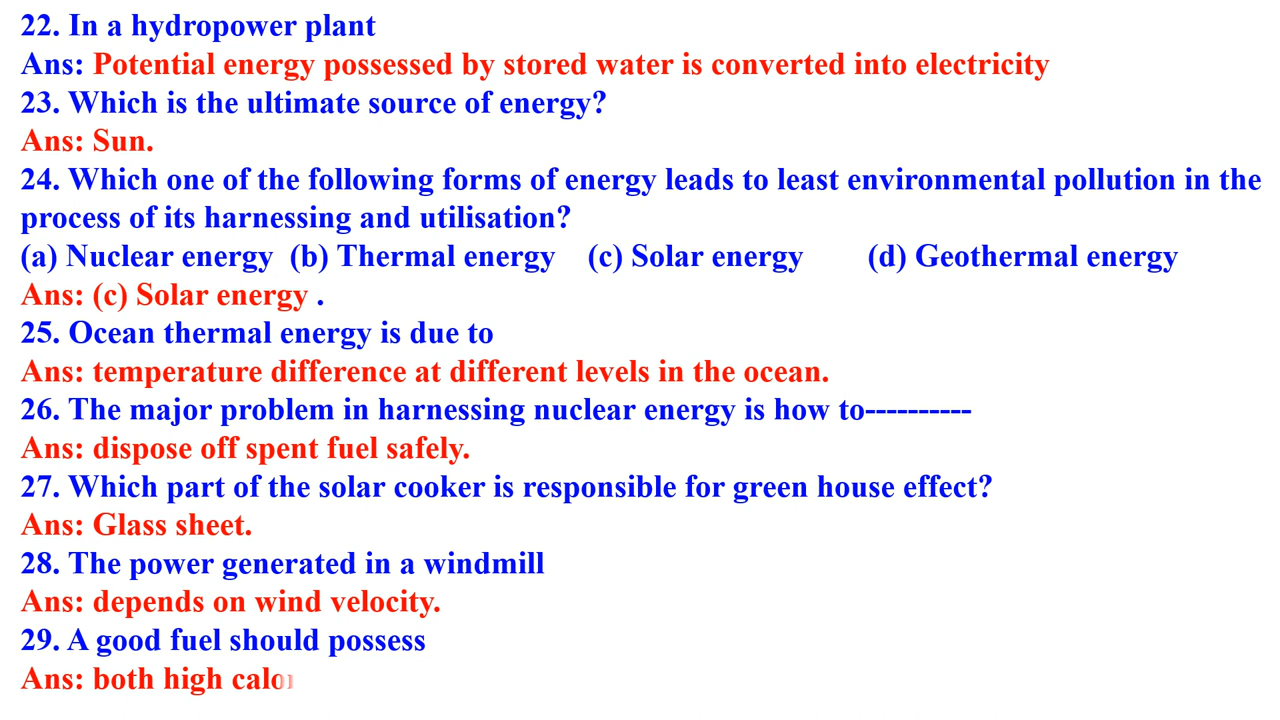 22. In a hydropower plant
Ans: Potential energy possessed by stored water is converted into electricity
23. Which is the ultimate source of energy?
Ans: Sun.
24. Which one of the following forms of energy leads to least environmental pollution in the
process of its harnessing and utilisation?
(a) Nuclear energy (b) Thermal energy (c) Solar energy (d) Geothermal energy
Ans: (c) Solar energy .
25. Ocean thermal energy is due to
Ans: temperature difference at different levels in the ocean.
26. The major problem in harnessing nuclear energy is how to----------
Ans: dispose off spent fuel safely.
27. Which part of the solar cooker is responsible for green house effect?
Ans: Glass sheet.
28. The power generated in a windmill
Ans: depends on wind velocity.
29. A good fuel should possess
Ans: both high